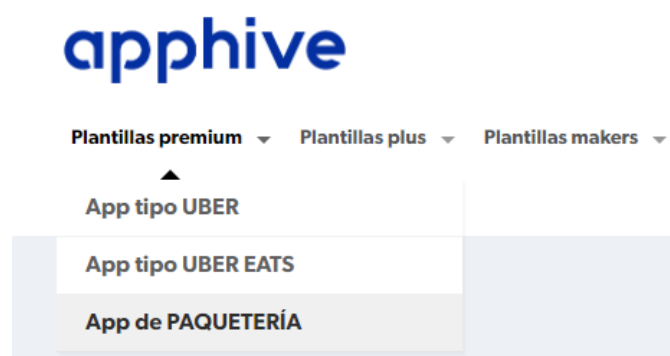 apphive
Plantillas premium Plantillas plus Plantillas makers
App tipo UBER
App tipo UBER EATS
App de PAQUETERÍA